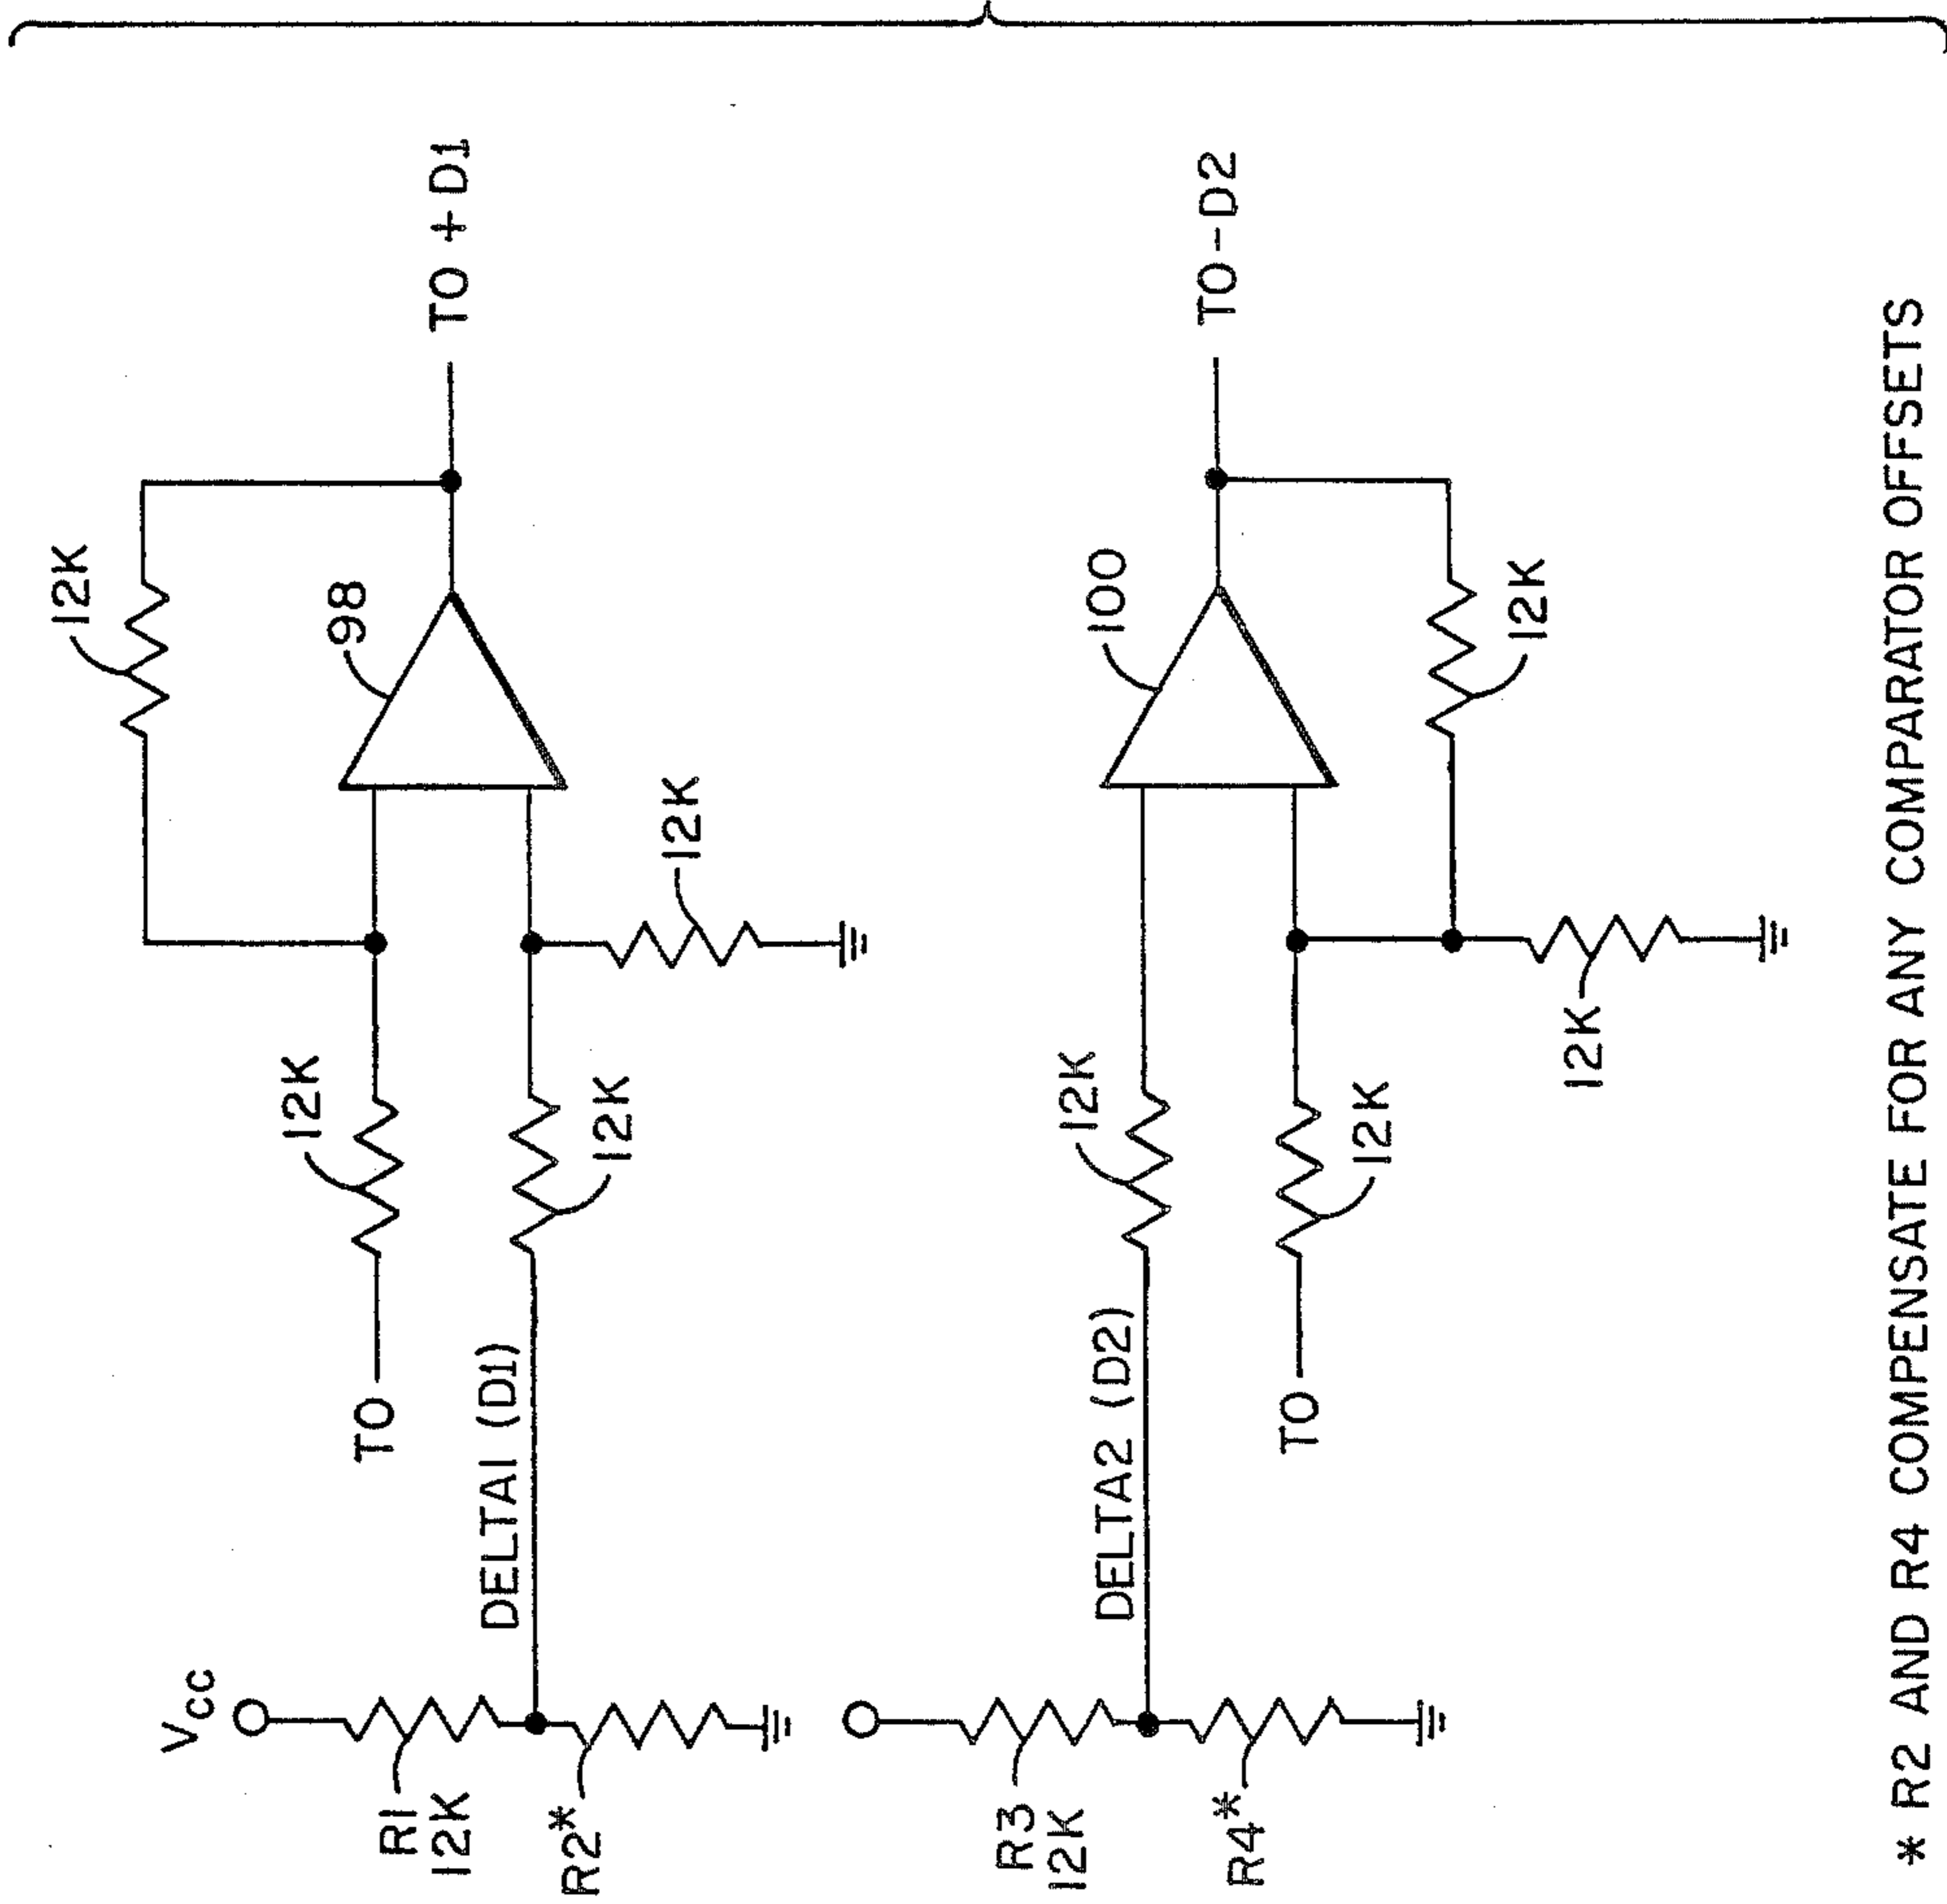 12K
98
TO + D1
12K
TO
12K
12K
DELTA1 (D1)
VCC
R1
12K
R2*
100
TO - D2
12K
12K
DELTA2 (D2)
12K
TO
12K
R3
12K
R4*
* R2 AND R4 COMPENSATE FOR ANY COMPARATOR OFFSETS